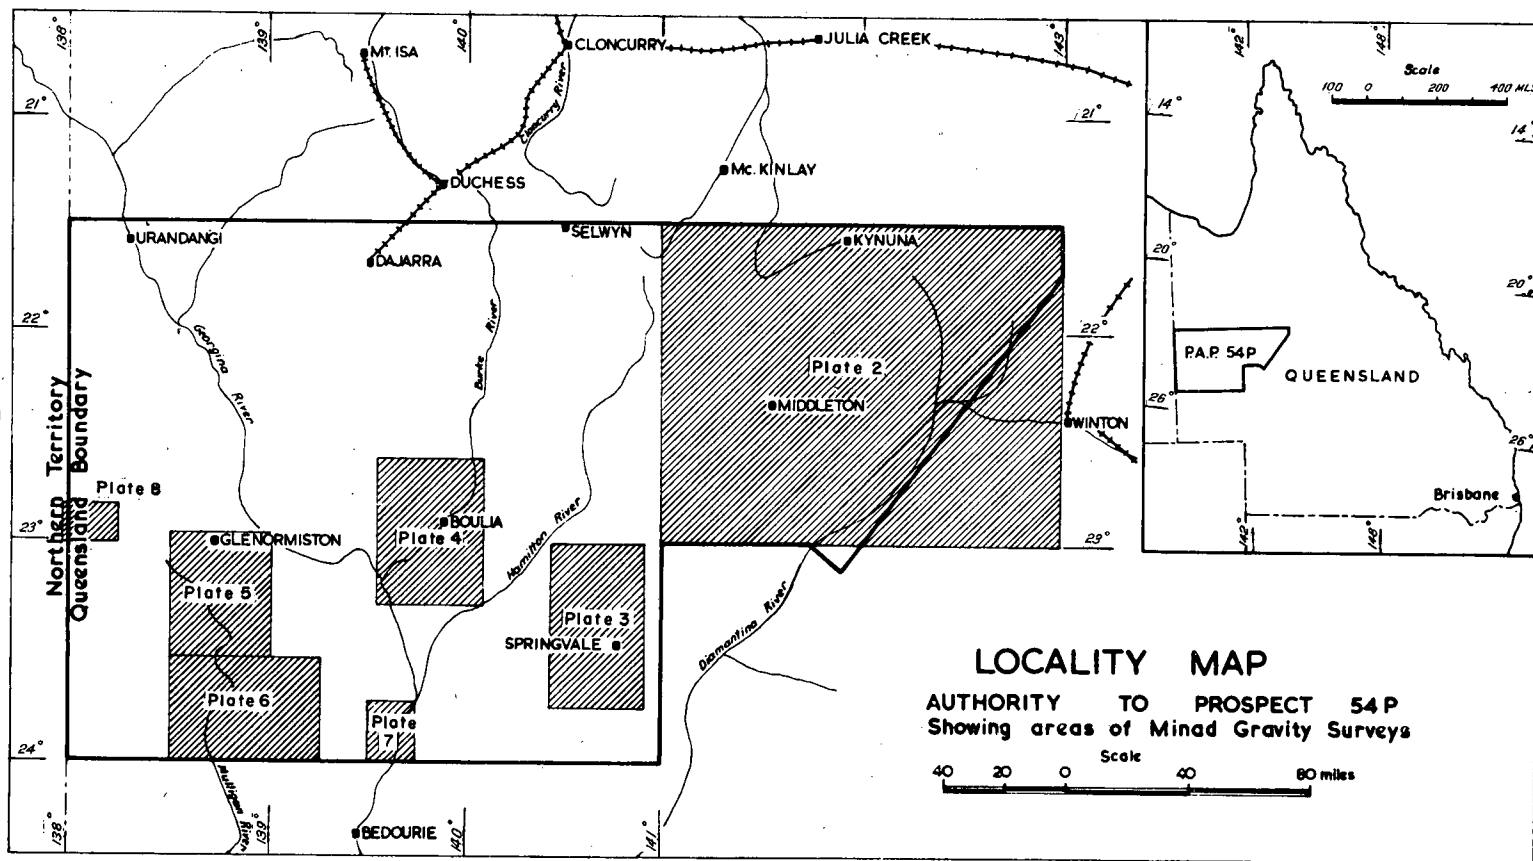 138°
139°
140°
143°
MT. ISA
CLONCURRY
JULIA CREEK
Cloncurry River
21°
21°
DUCHESS
Mc. KINLAY
URANDANGI
DAJARRA
SELWYN
KYNUNA
22°
22°
Georgina River
Burke River
Plate 2
MIDDLETON
WINTON
Northern Territory
Queensland Boundary
Plate 8
23°
23°
GLENORMISTON
BOULIA
Plate 4
Hamilton River
Plate 5
Plate 3
SPRINGVALE
Diamantina River
Plate 6
Plate
7
24°
Mulligan River
138°
139°
140°
141°
BEDOURIE
142°
148°
Scale
100 0 200 400 MLS
14°
14°
20°
20°
P.A.P. 54P
QUEENSLAND
26°
26°
Brisbane
142°
148°
LOCALITY MAP
AUTHORITY TO PROSPECT 54P
Showing areas of Minad Gravity Surveys
Scale
40 20 0 40 80 miles